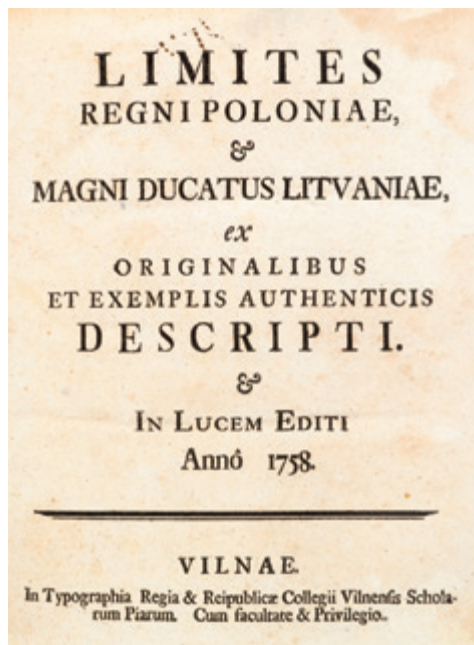 LIMITES
REGNI POLONIAE,
&
MAGNI DUCATUS LITVANIAE,
ex
ORIGINALIBUS
ET EXEMPLIS AUTHENTICIS
DESCRIPTI.
&
IN LUCEM EDITI
Annó 1758.
VILNAE.
In Typographia Regia & Reipublicæ Collegii Vilnensis Schola-
rum Piarum. Cum facultate & Privilegio..